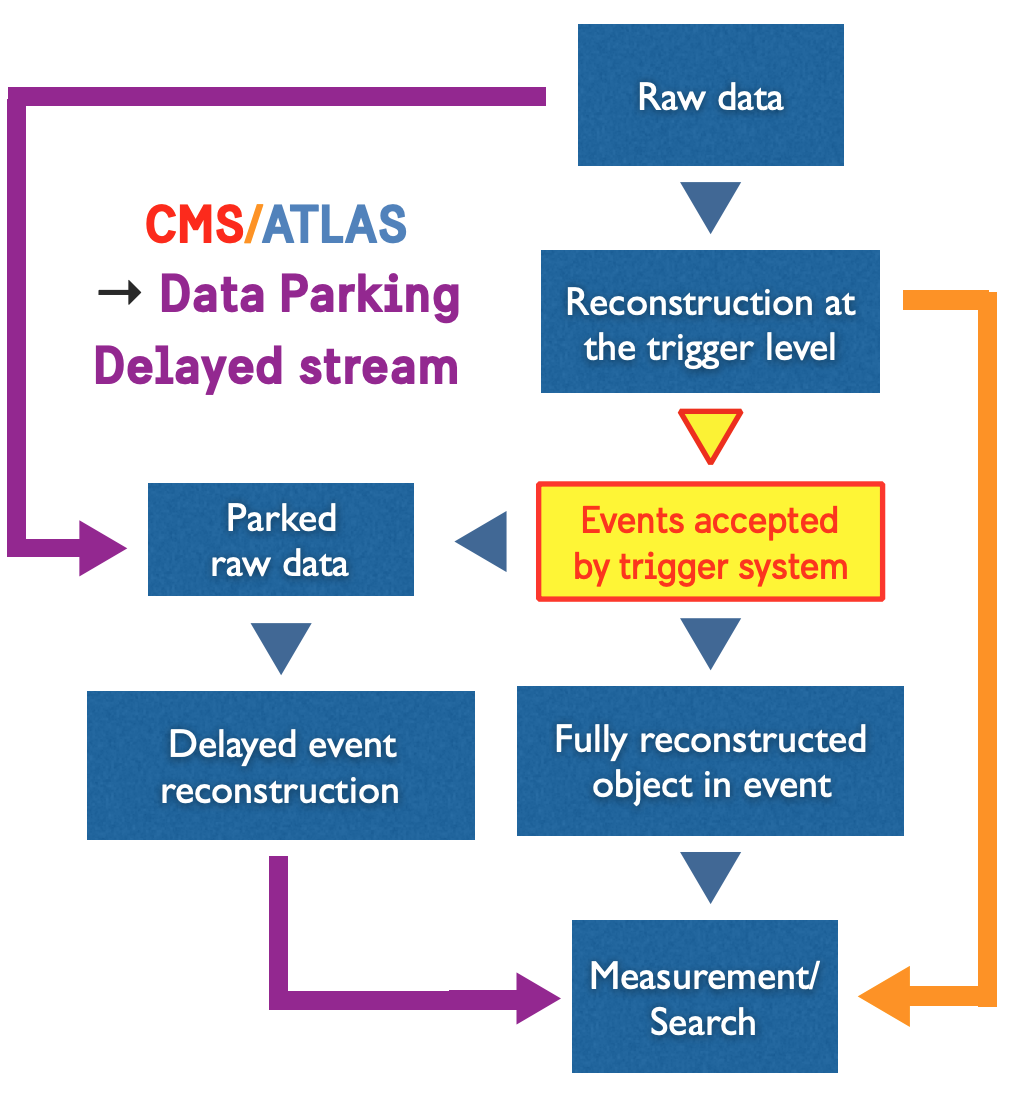 Raw data
CMS/ATLAS
→ Data Parking
Delayed stream
Reconstruction at
the trigger level
Parked
raw data
Events accepted
by trigger system
Delayed event
reconstruction
Fully reconstructed
object in event
Measurement/
Search